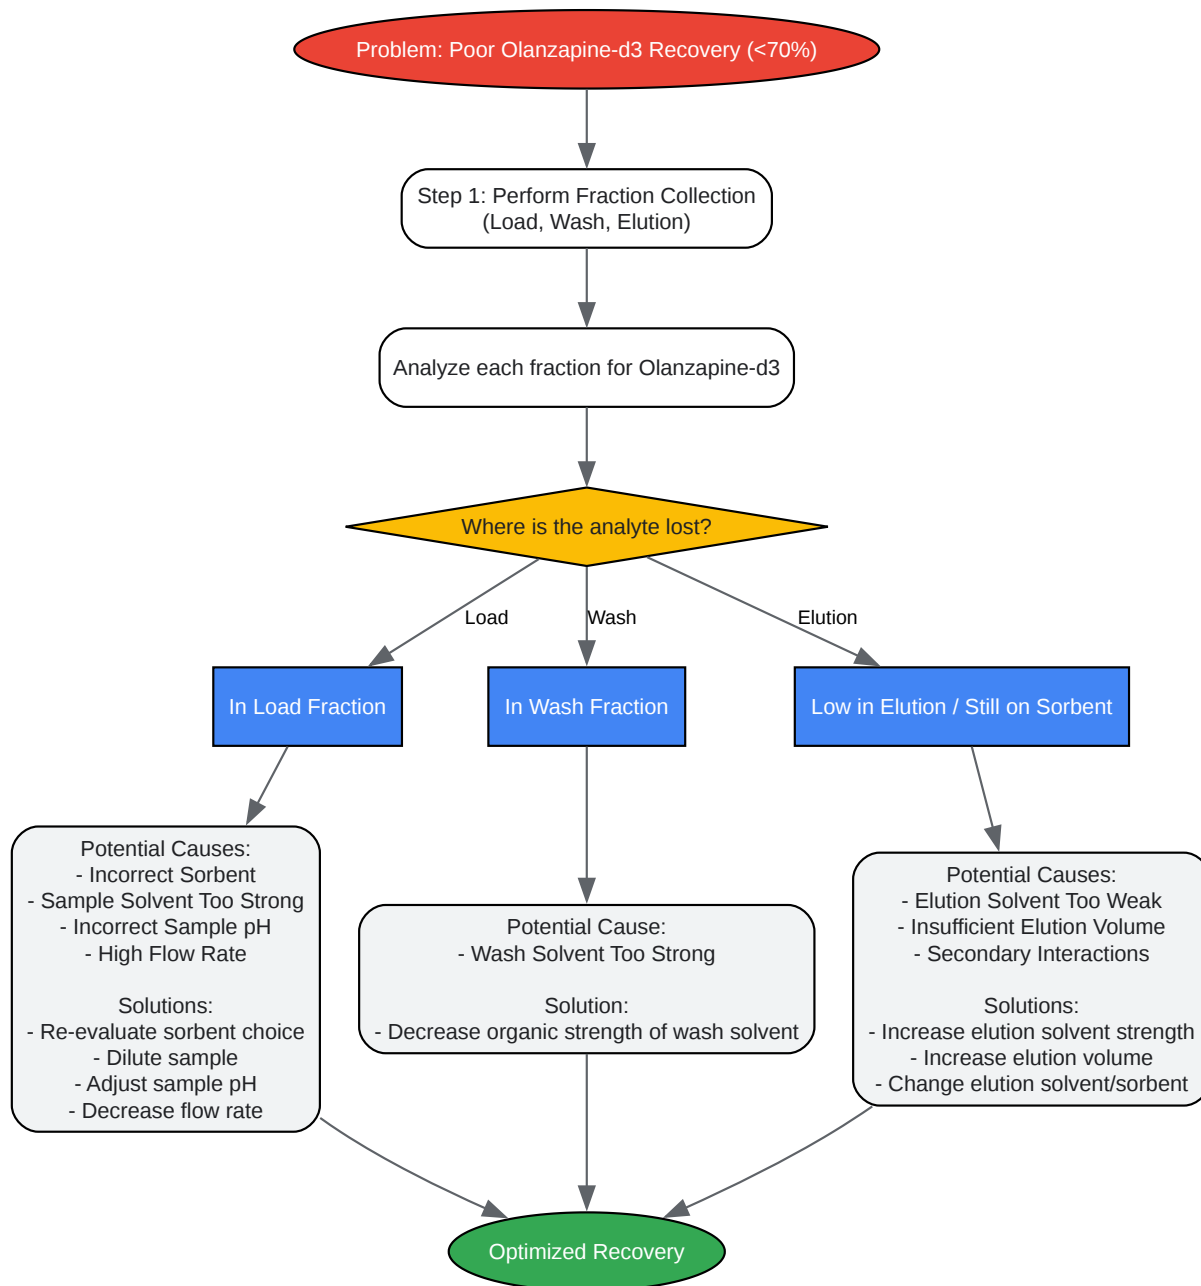 Problem: Poor Olanzapine-d3 Recovery (<70%)
Step 1: Perform Fraction Collection
(Load, Wash, Elution)
Analyze each fraction for Olanzapine-d3
Where is the analyte lost?
Load
Wash
Elution
In Load Fraction
In Wash Fraction
Low in Elution / Still on Sorbent
Potential Causes:
- Incorrect Sorbent
- Sample Solvent Too Strong
- Incorrect Sample pH
- High Flow Rate
Solutions:
- Re-evaluate sorbent choice
- Dilute sample
- Adjust sample pH
- Decrease flow rate
Potential Cause:
- Wash Solvent Too Strong
Solution:
- Decrease organic strength of wash solvent
Potential Causes:
- Elution Solvent Too Weak
- Insufficient Elution Volume
- Secondary Interactions
Solutions:
- Increase elution solvent strength
- Increase elution volume
- Change elution solvent/sorbent
Optimized Recovery